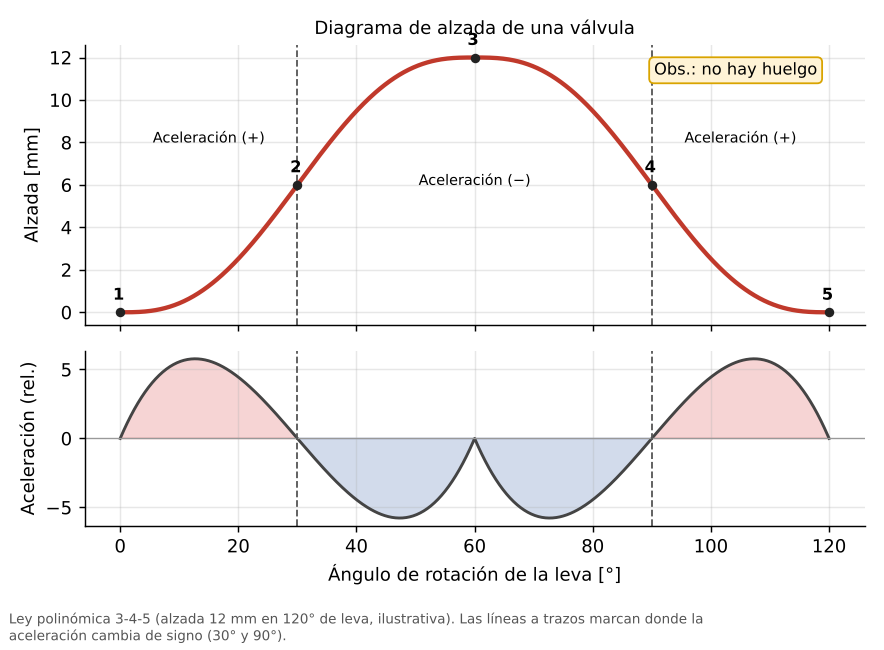 Diagrama de alzada de una válvula
3
12
Obs.: no hay huelgo
10
Aceleración (+)
Aceleración (+)
8
2
4
Aceleración (−)
6
4
2
1
5
0
Alzada [mm]
5
0
−5
Aceleración (rel.)
0 20 40 60 80 100 120
Ángulo de rotación de la leva [°]
Ley polinómica 3-4-5 (alzada 12 mm en 120° de leva, ilustrativa). Las líneas a trazos marcan donde la
aceleración cambia de signo (30° y 90°).